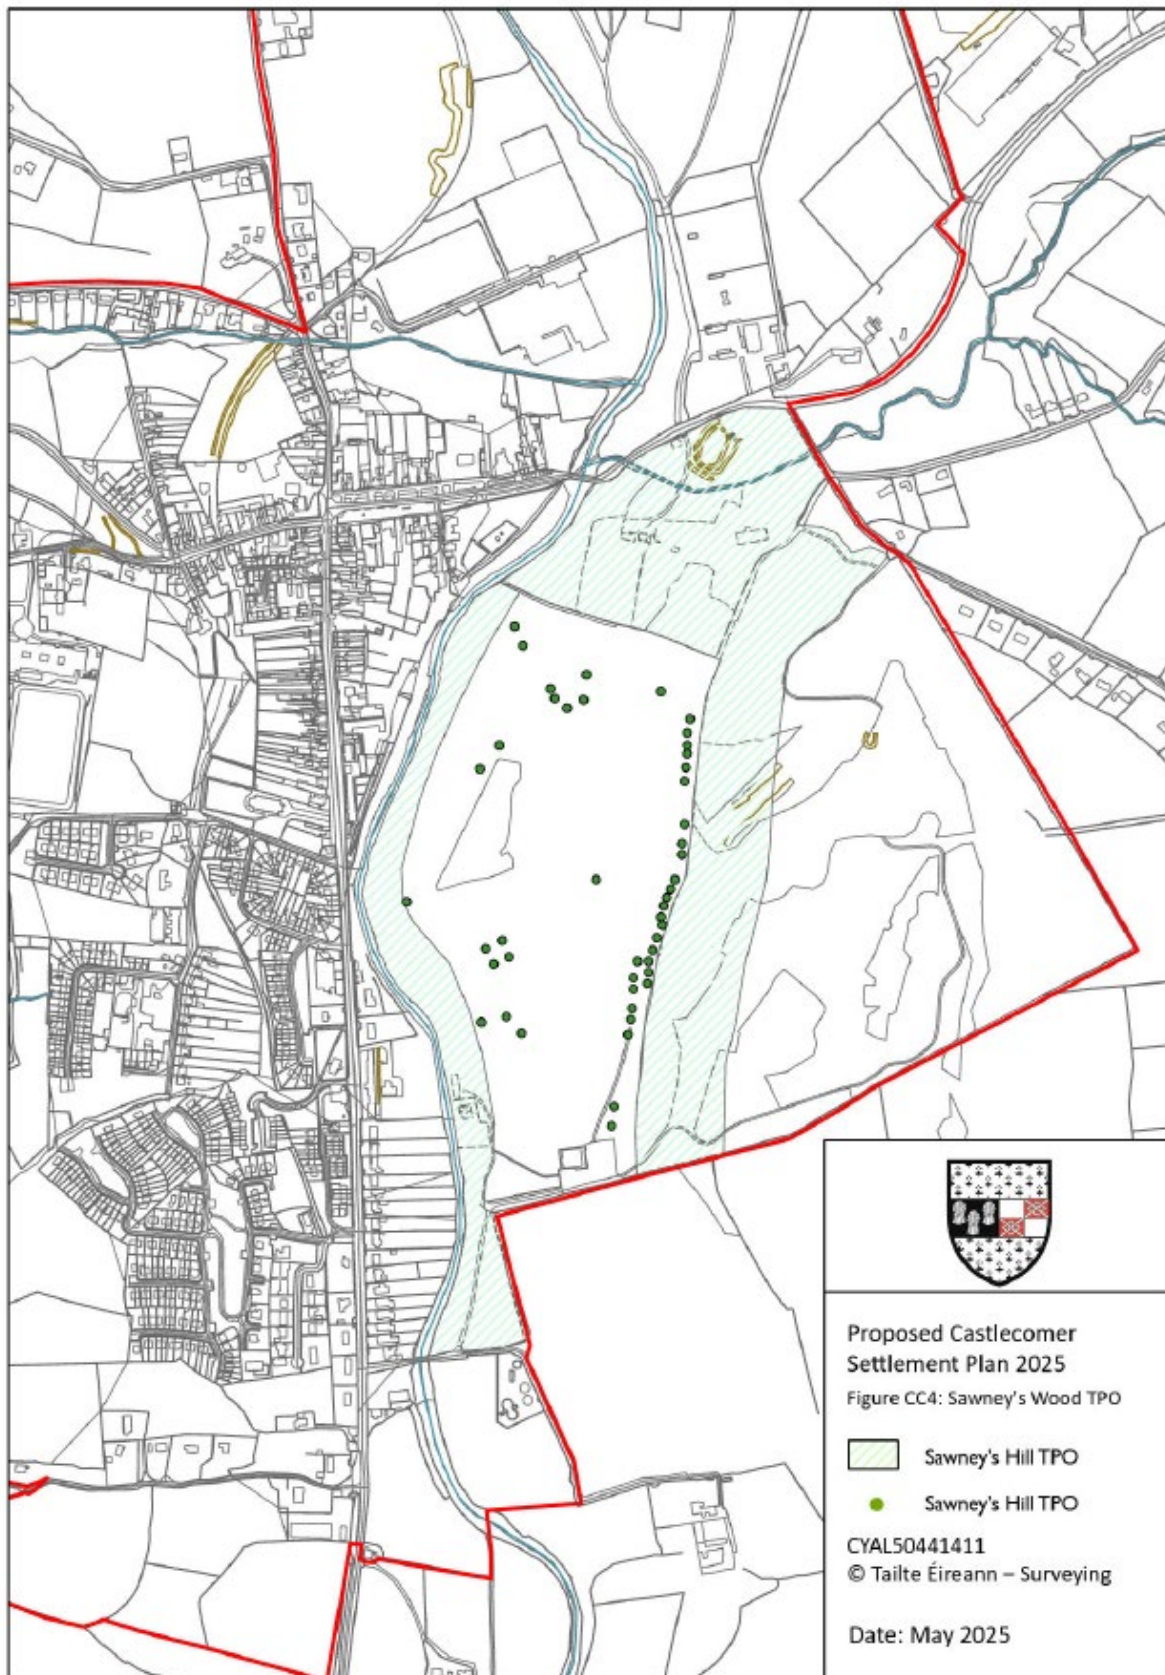 Proposed Castlecomer
Settlement Plan 2025
Figure CC4: Sawney's Wood TPO
Sawney's Hill TPO
Sawney's Hill TPO
CYAL50441411
© Tailte Éireann – Surveying
Date: May 2025